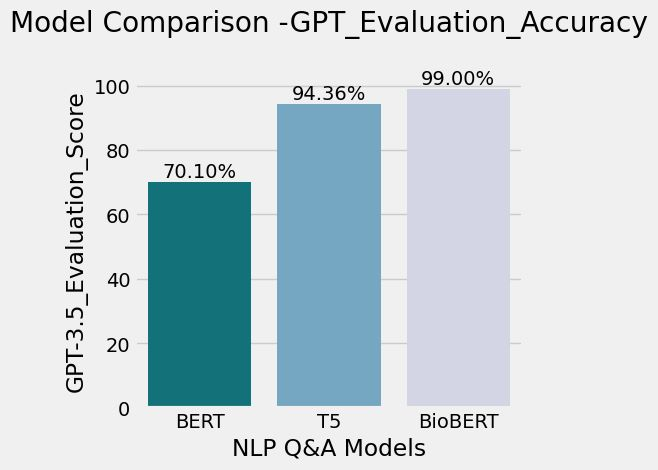 Model Comparison -GPT_Evaluation_Accuracy
GPT-3.5_Evaluation_Score
100
80
60
40
20
0
70.10%
94.36%
99.00%
BERT
T5
BioBERT
NLP Q&A Models